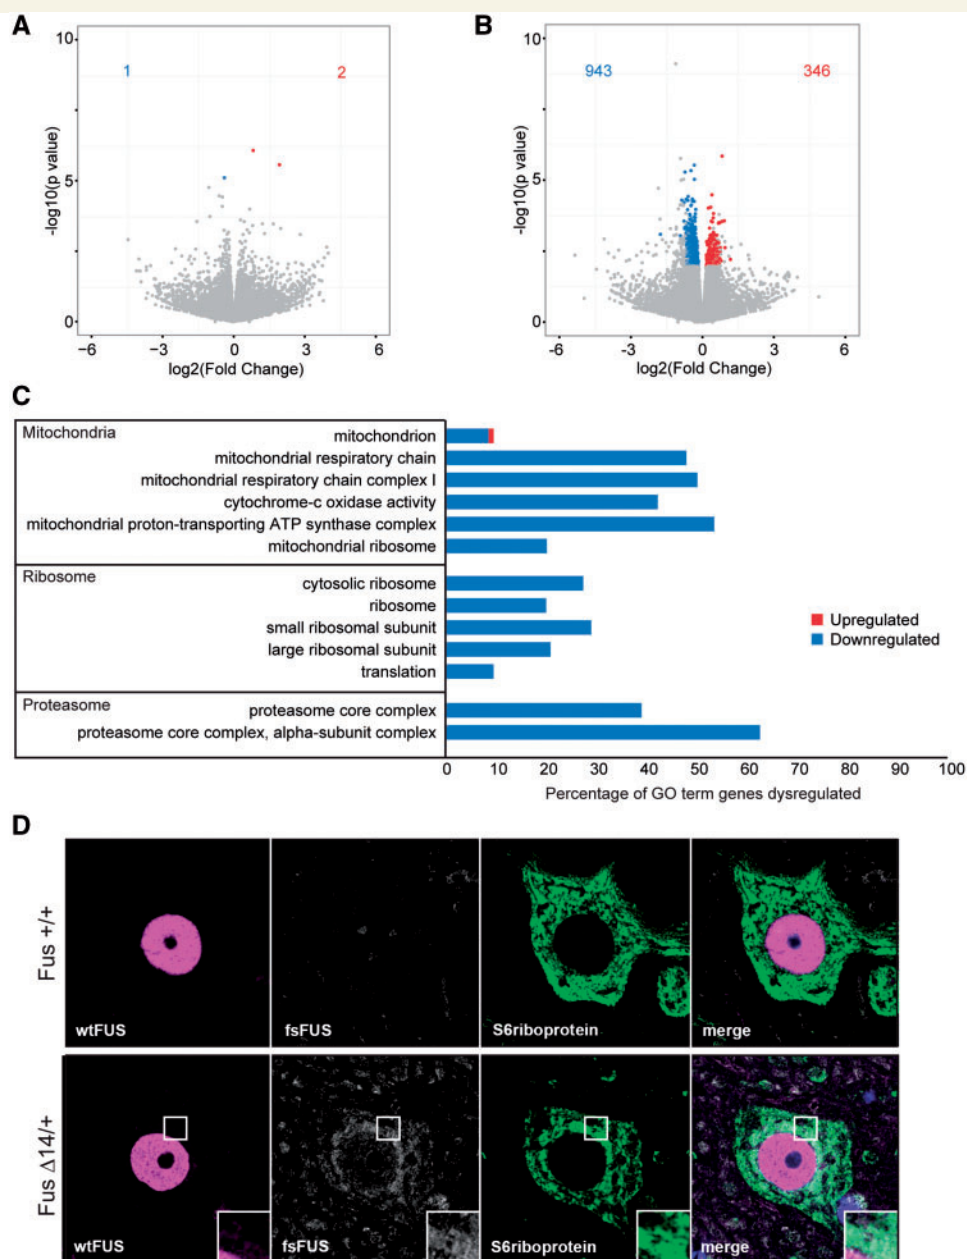 A
10
5
0
1
2
-log10(p value)
-6
−3
0
3
6
log2(Fold Change)
B
10
5
0
943
346
-log10(p value)
-6
-3
0
3
6
log2(Fold Change)
C
Mitochondria
mitochondrion
mitochondrial respiratory chain
mitochondrial respiratory chain complex I
cytochrome-c oxidase activity
mitochondrial proton-transporting ATP synthase complex
mitochondrial ribosome
Ribosome
cytosolic ribosome
ribosome
small ribosomal subunit
large ribosomal subunit
translation
Proteasome
proteasome core complex
proteasome core complex, alpha-subunit complex
Upregulated
Downregulated
0 10 20 30 40 50 60 70 80 90 100
Percentage of GO term genes dysregulated
D
Fus +/+
wtFUS
fsFUS
S6riboprotein
merge
Fus Δ14/+
wtFUS
fsFUS
S6riboprotein
merge